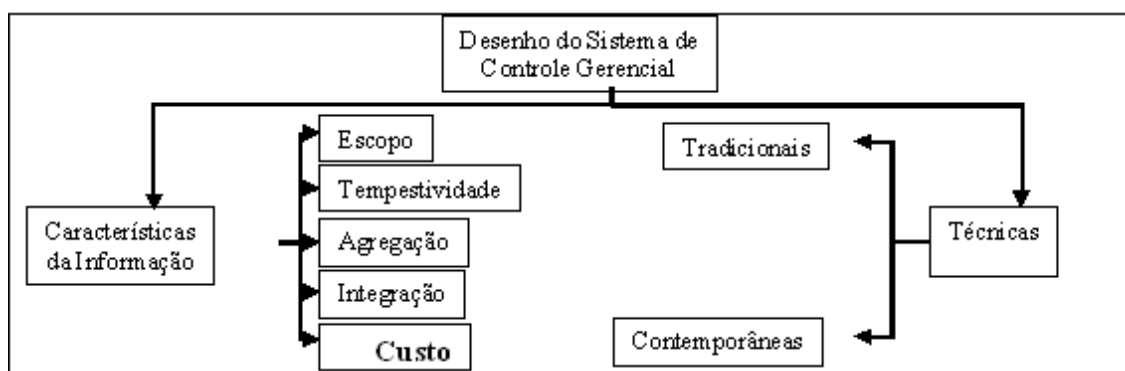 Desenho do Sistema de
Controle Gerencial
Escopo
Tradicionais
Tempestividade
Características
da Informação
Agregação
Técnicas
Integração
Contemporâneas
Custo